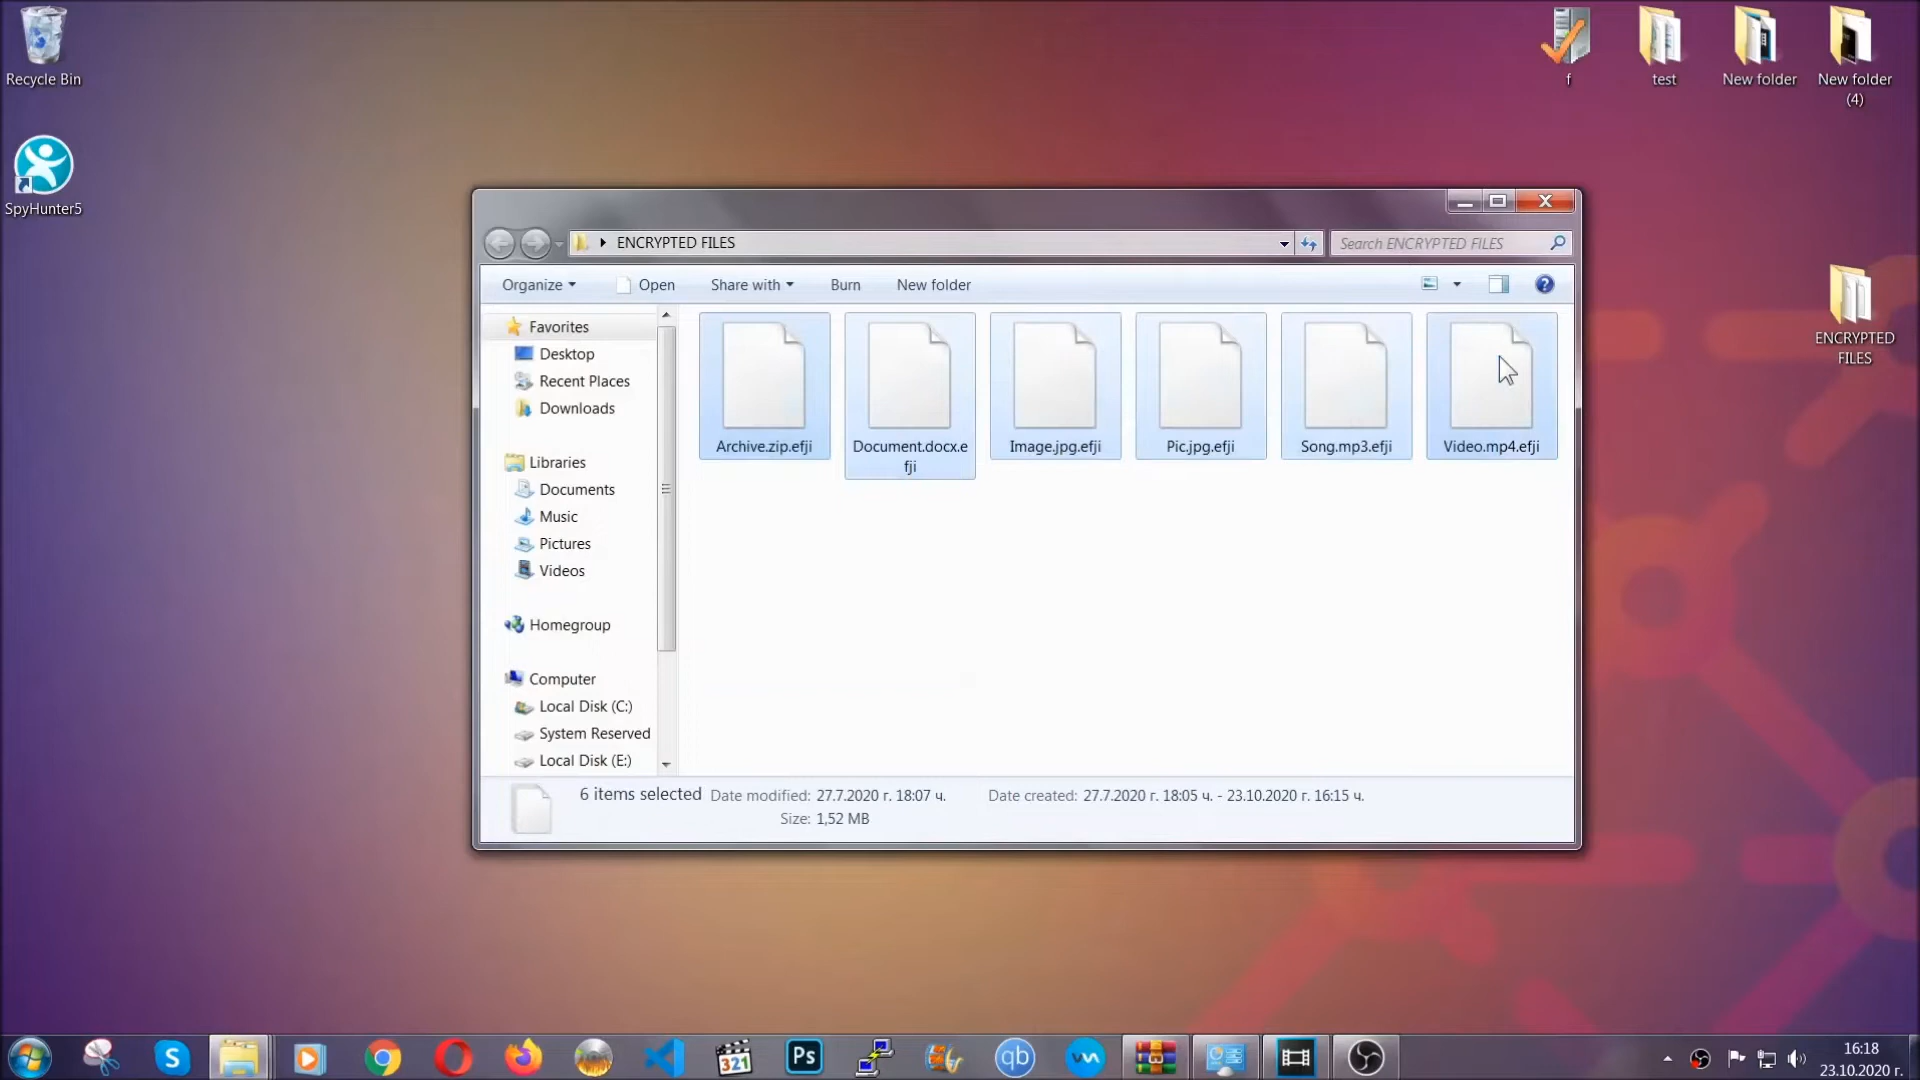 Recycle Bin
SpyHunter5
f
test
New folder
New folder
(4)
ENCRYPTED
FILES
ENCRYPTED FILES
Search ENCRYPTED FILES
Organize
Open
Share with
Burn
New folder
Favorites
Desktop
Recent Places
Downloads
Libraries
Documents
Music
Pictures
Videos
Homegroup
Computer
Local Disk (C:)
System Reserved
Local Disk (E:)
Archive.zip.efji
Document.docx.e
fji
Image.jpg.efji
Pic.jpg.efji
Song.mp3.efji
Video.mp4.efji
6 items selected
Date modified: 27.7.2020 г. 18:07 ч.
Date created: 27.7.2020 г. 18:05 ч. - 23.10.2020 г. 16:15 ч.
Size: 1,52 MB
S
321
Ps
qb
16:18
23.10.2020 г.